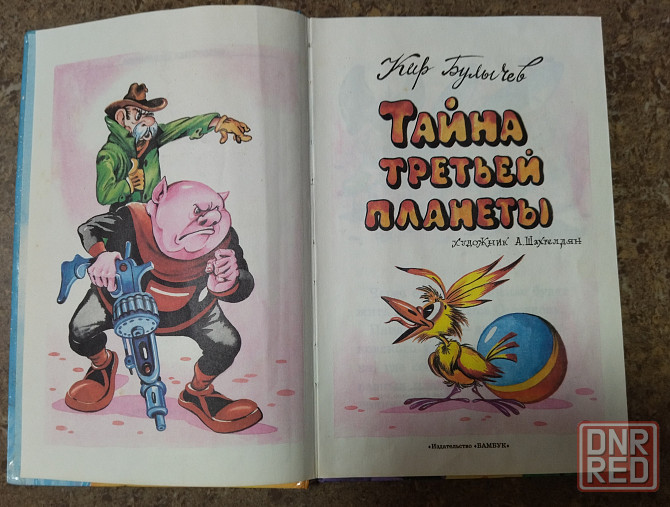 Кир Булычев
ТАЙНА
ТРЕТЬЕЙ
ПЛАНЕТЫ
ХУДОЖНИК А. Шахгелдян
«Издательство «БАМБУК»
DNR
RED